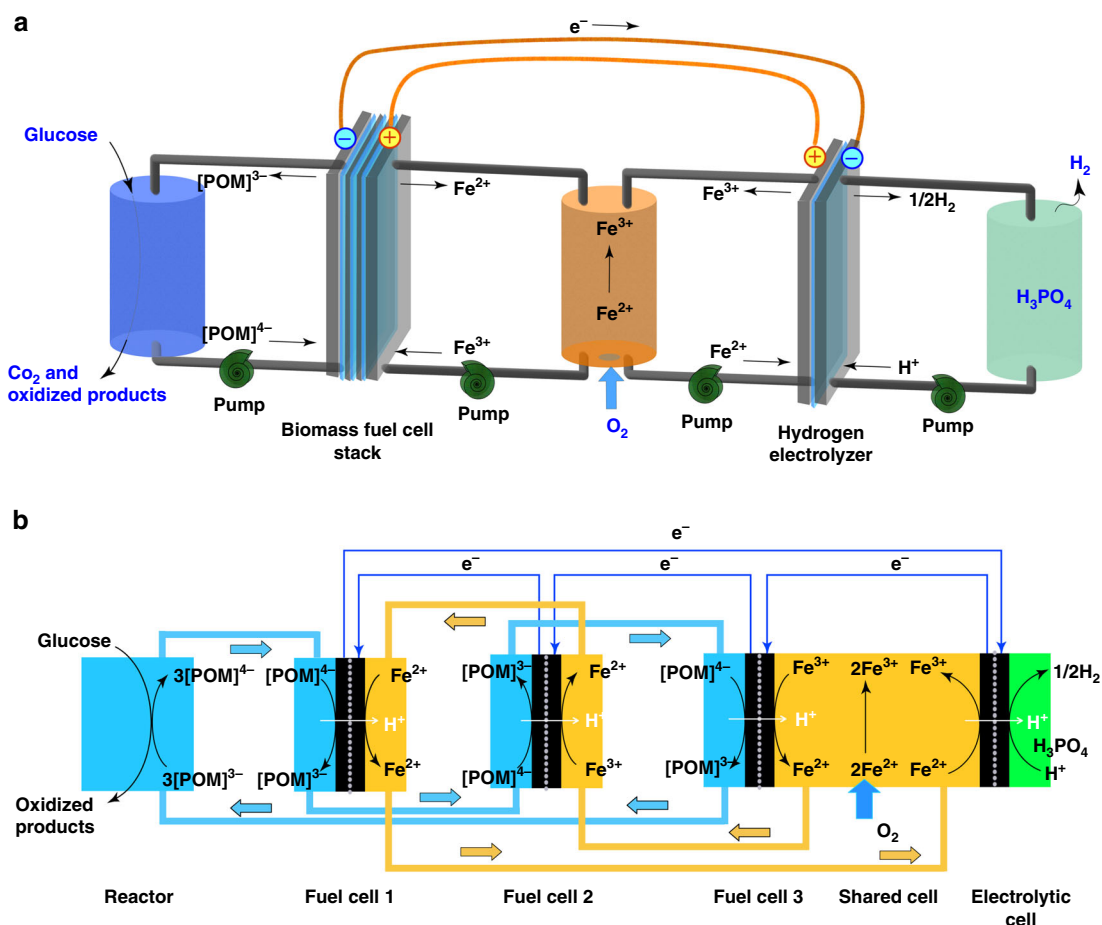 a
e–
Glucose
[POM]3–
Fe2+
Fe3+
1/2H2
H2
Fe3+
Fe2+
H3PO4
[POM]4–
Fe3+
Fe2+
H+
Co2 and
oxidized products
Pump
Pump
O2
Pump
Pump
Biomass fuel cell
stack
Hydrogen
electrolyzer
b
e–
e–
e–
e–
Glucose
3[POM]4–
[POM]4–
Fe2+
[POM]3–
Fe2+
[POM]4–
Fe3+
2Fe3+
Fe3+
1/2H2
H+
H+
H+
H+
H3PO4
3[POM]3–
[POM]3–
Fe2+
[POM]4–
Fe3+
[POM]3–
Fe2+
2Fe2+
Fe2+
H+
Oxidized
products
O2
Reactor
Fuel cell 1
Fuel cell 2
Fuel cell 3
Shared cell
Electrolytic
cell